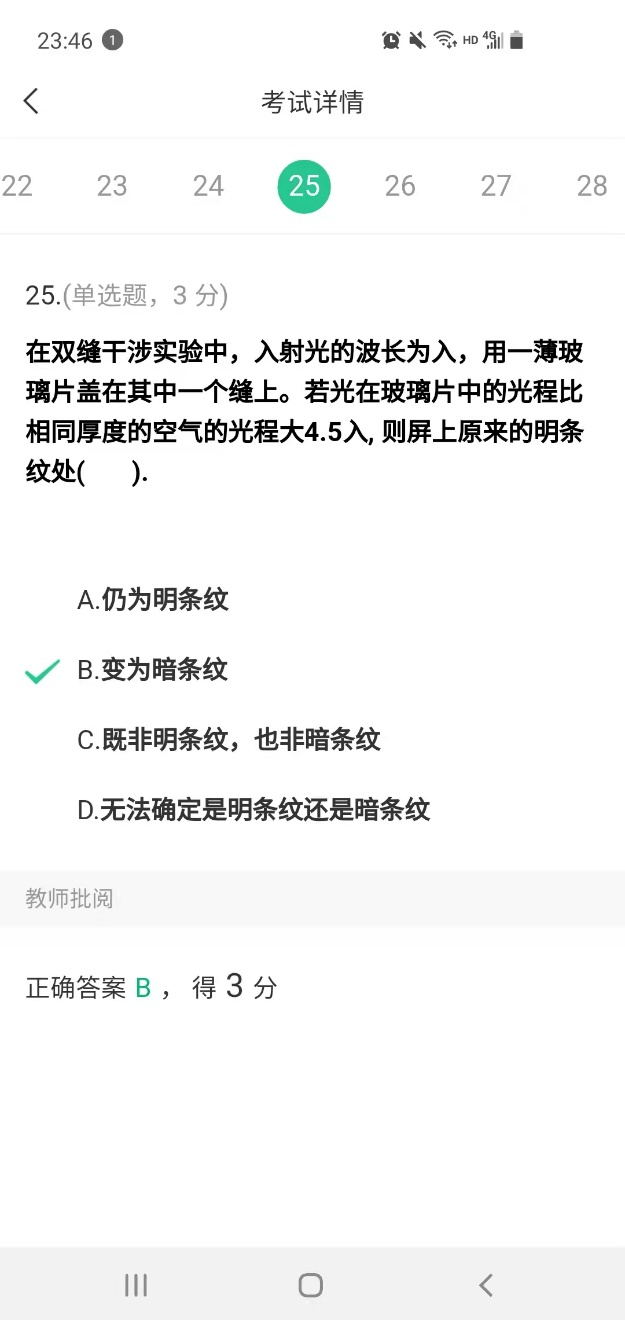 23:46 1 HD 4G
考试详情
22 23 24 25 26 27 28
25.(单选题，3 分)
在双缝干涉实验中，入射光的波长为入，用一薄玻
璃片盖在其中一个缝上。若光在玻璃片中的光程比
相同厚度的空气的光程大4.5入, 则屏上原来的明条
纹处( ).
A.仍为明条纹
B.变为暗条纹
C.既非明条纹，也非暗条纹
D.无法确定是明条纹还是暗条纹
教师批阅
正确答案 B ， 得 3 分